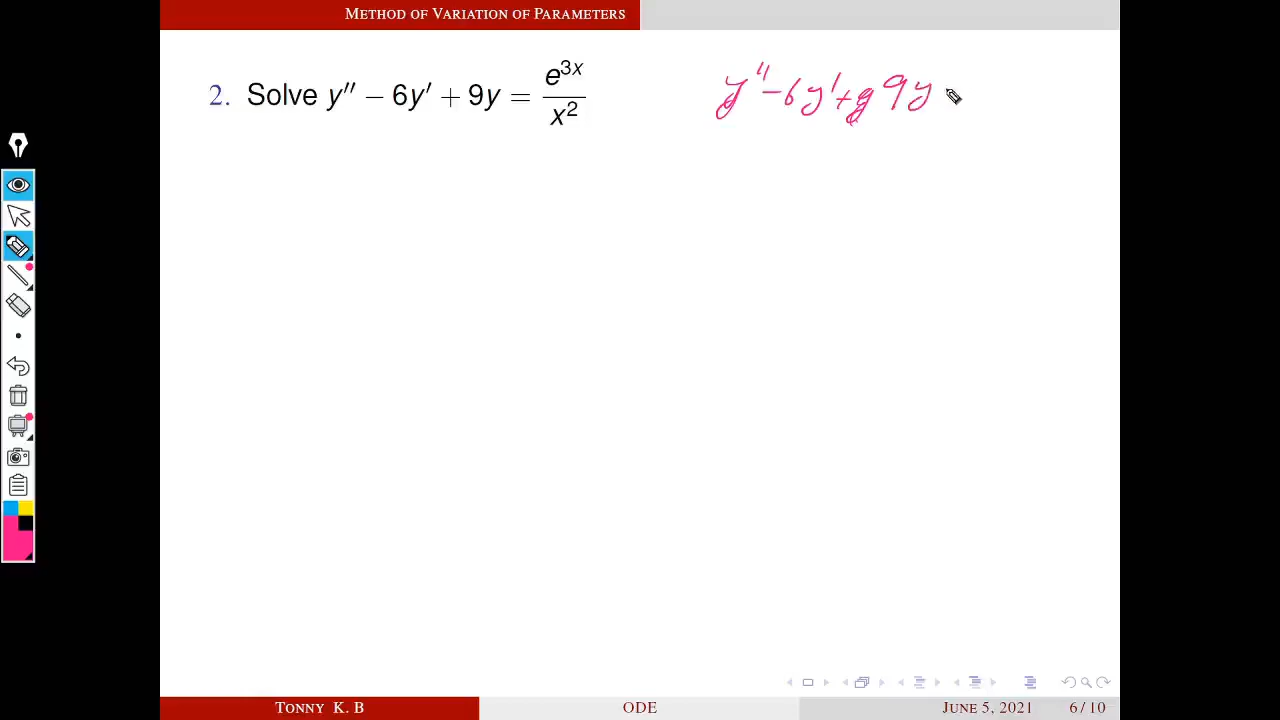 METHOD OF VARIATION OF PARAMETERS
2. Solve y″ − 6y′ + 9y = e^{3x}/x^2
y'' - 6y' + g 9y
TONNY K. B
ODE
JUNE 5, 2021
6 / 10